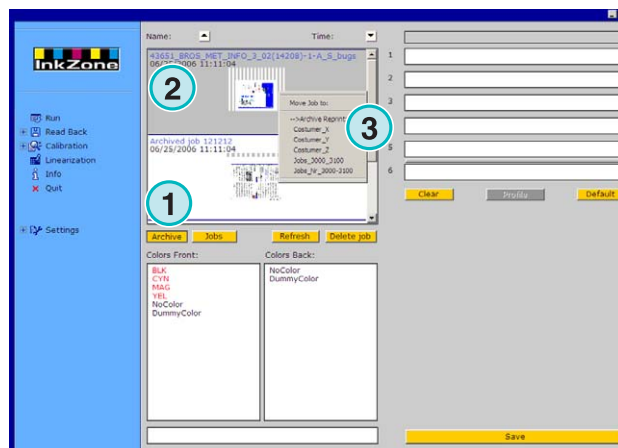 Name:
Time:
InkZone
Run
Read Back
Calibration
Linearization
Info
Quit
Settings
43651_BROS_MET_INFO_3_02(14208)-1-A_S_bugs
06/25/2006 11:11:04
2
Move Job to:
-->Archive Reprint
Costumer_X
Costumer_Y
Costumer_Z
Jobs_3000_3100
Jobs_Nr_3000-3100
3
Archived job 121212
06/25/2006 11:11:04
1
Archive
Jobs
Refresh
Delete job
Colors Front:
Colors Back:
BLK
CYN
MAG
YEL
NoColor
DummyColor
NoColor
DummyColor
1
2
3
5
6
Clear
Profile
Default
Save